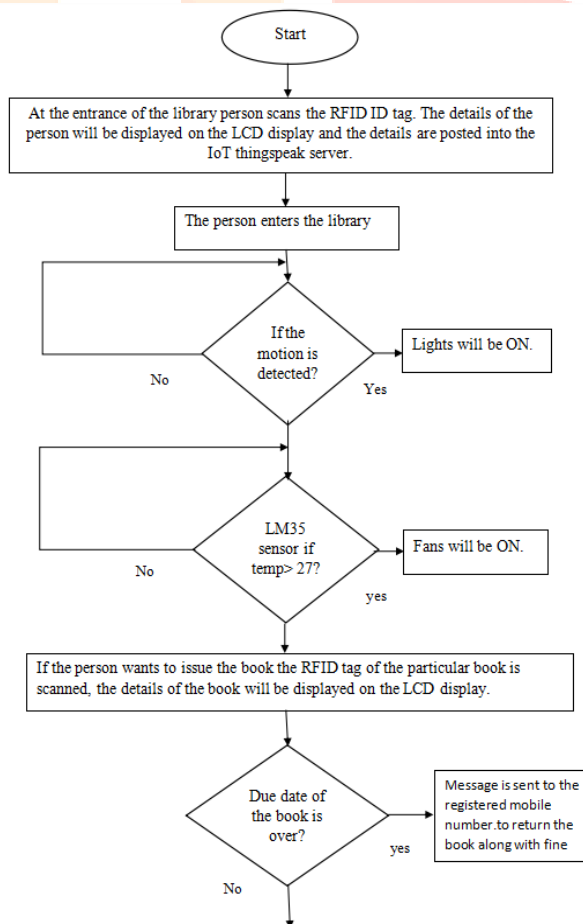 Start
At the entrance of the library person scans the RFID ID tag. The details of the
person will be displayed on the LCD display and the details are posted into the
IoT thingspeak server.
The person enters the library
If the
motion is
detected?
Lights will be ON.
No
Yes
LM35
sensor if
temp> 27?
Fans will be ON.
No
yes
If the person wants to issue the book the RFID tag of the particular book is
scanned, the details of the book will be displayed on the LCD display.
Due date of
the book is
over?
Message is sent to the
registered mobile
number.to return the
book along with fine
yes
No